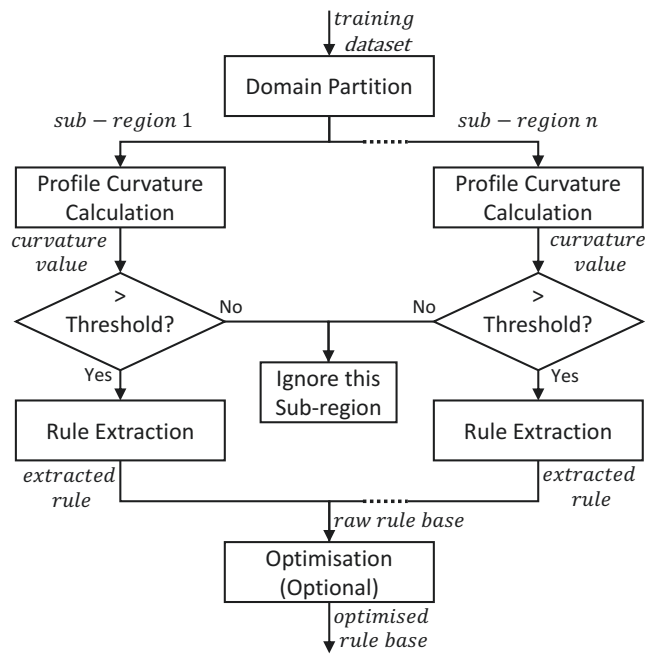 training
dataset
Domain Partition
sub − region 1
sub − region n
Profile Curvature
Calculation
Profile Curvature
Calculation
curvature
value
curvature
value
>
Threshold?
No
No
>
Threshold?
Yes
Ignore this
Sub-region
Yes
Rule Extraction
Rule Extraction
extracted
rule
extracted
rule
raw rule base
Optimisation
(Optional)
optimised
rule base